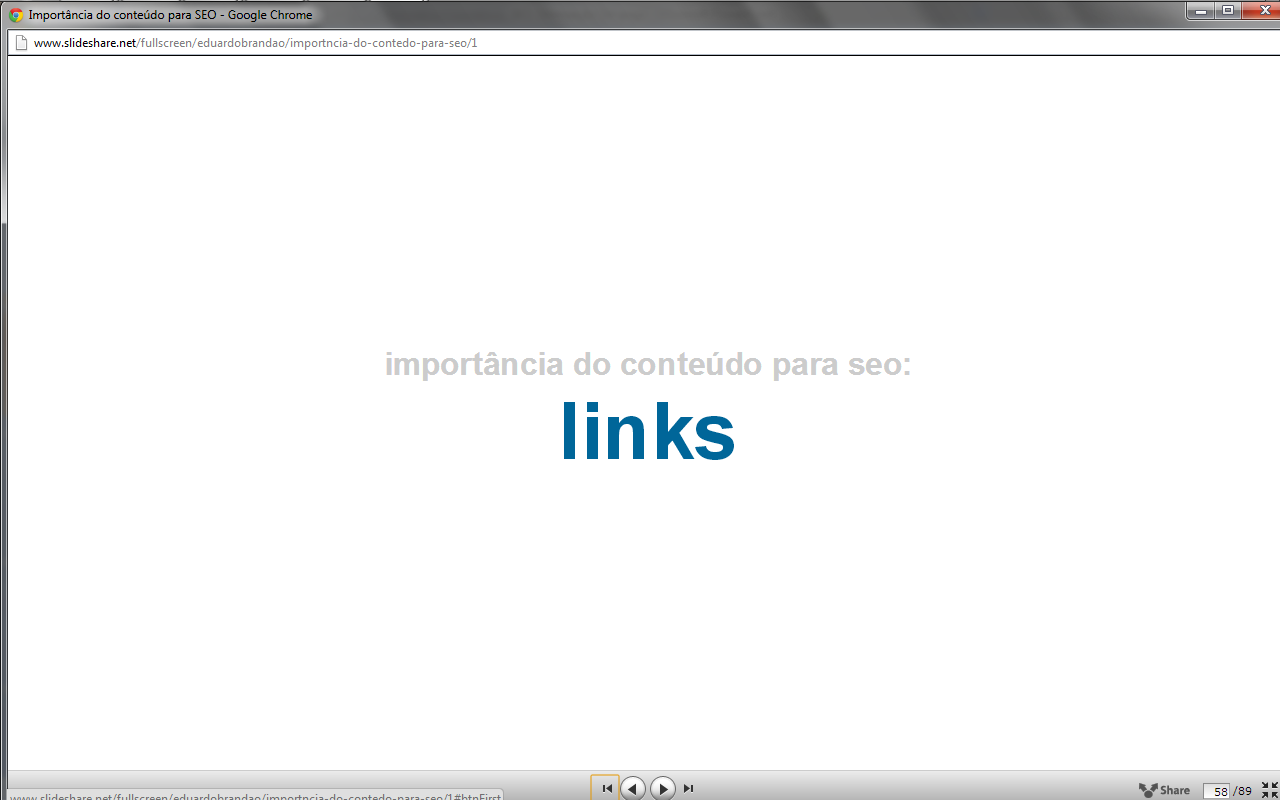 Importância do conteúdo para SEO - Google Chrome
www.slideshare.net/fullscreen/eduardobrandao/importncia-do-contedo-para-seo/1
importância do conteúdo para seo:
links
www.slideshare.net/fullscreen/eduardobrandao/importncia-do-contedo-para-seo/1#btnFirst
Share 58 /89